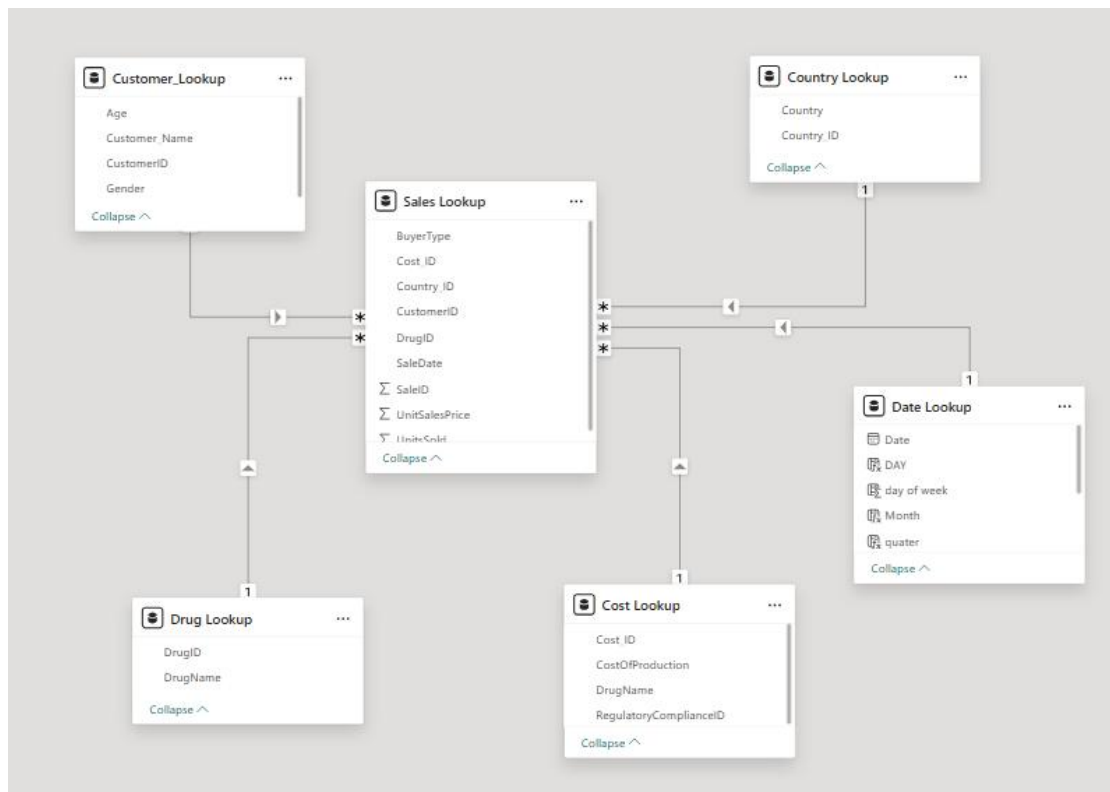 Customer_Lookup
Age
Customer_Name
CustomerID
Gender
Collapse
Country Lookup
Country
Country_ID
Collapse
1
Sales Lookup
BuyerType
Cost_ID
Country_ID
CustomerID
DrugID
SaleDate
Σ SaleID
Σ UnitSalesPrice
Σ UnitsSold
Collapse
*
*
*
*
*
1
Date Lookup
Date
DAY
day of week
Month
quater
Collapse
1
Drug Lookup
DrugID
DrugName
Collapse
1
Cost Lookup
Cost_ID
CostOfProduction
DrugName
RegulatoryComplianceID
Collapse